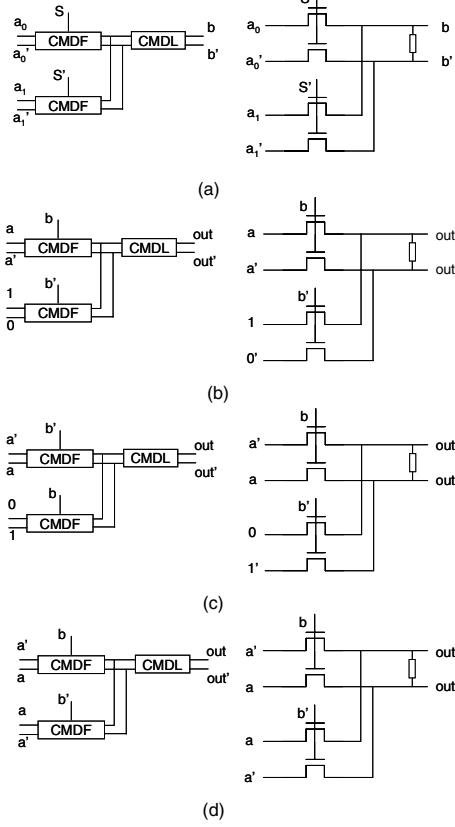 S
a0
CMDF
CMDL
b
a0'
b'
S'
a1
CMDF
a1'
S
a0
b
a0'
b'
S'
a1
a1'
(a)
b
a
CMDF
CMDL
out
a'
out'
b'
1
CMDF
0
b
a
out
a'
out
b'
1
0'
(b)
b'
a'
CMDF
CMDL
out
a
out'
b
0
CMDF
1
b
a'
out
a
out
b'
0
1'
(c)
b
a'
CMDF
CMDL
out
a
out'
b'
a
CMDF
a'
b
a'
out
a
out
b'
a
a'
(d)